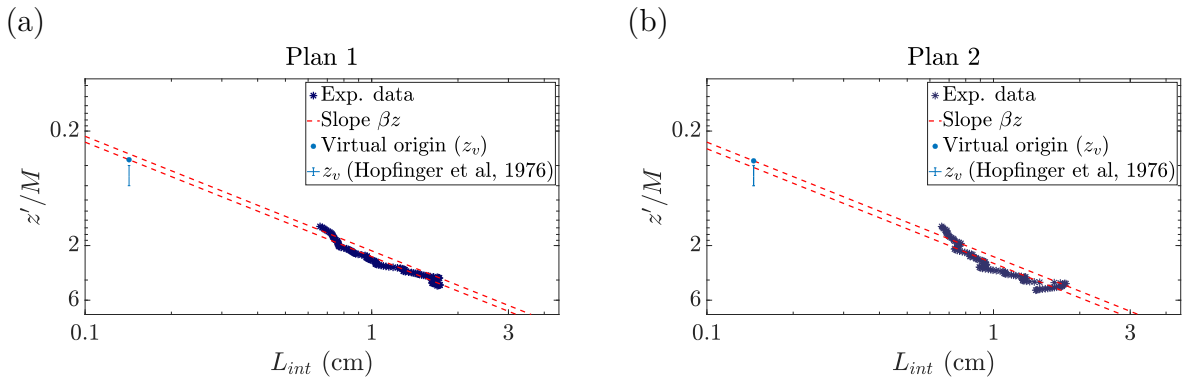 (a)
Plan 1
Exp. data
Slope βz
Virtual origin (z_v)
z_v (Hopfinger et al, 1976)
0.2
2
6
z'/M
0.1
1
3
L_int (cm)
(b)
Plan 2
Exp. data
Slope βz
Virtual origin (z_v)
z_v (Hopfinger et al, 1976)
0.2
2
6
z'/M
0.1
1
3
L_int (cm)